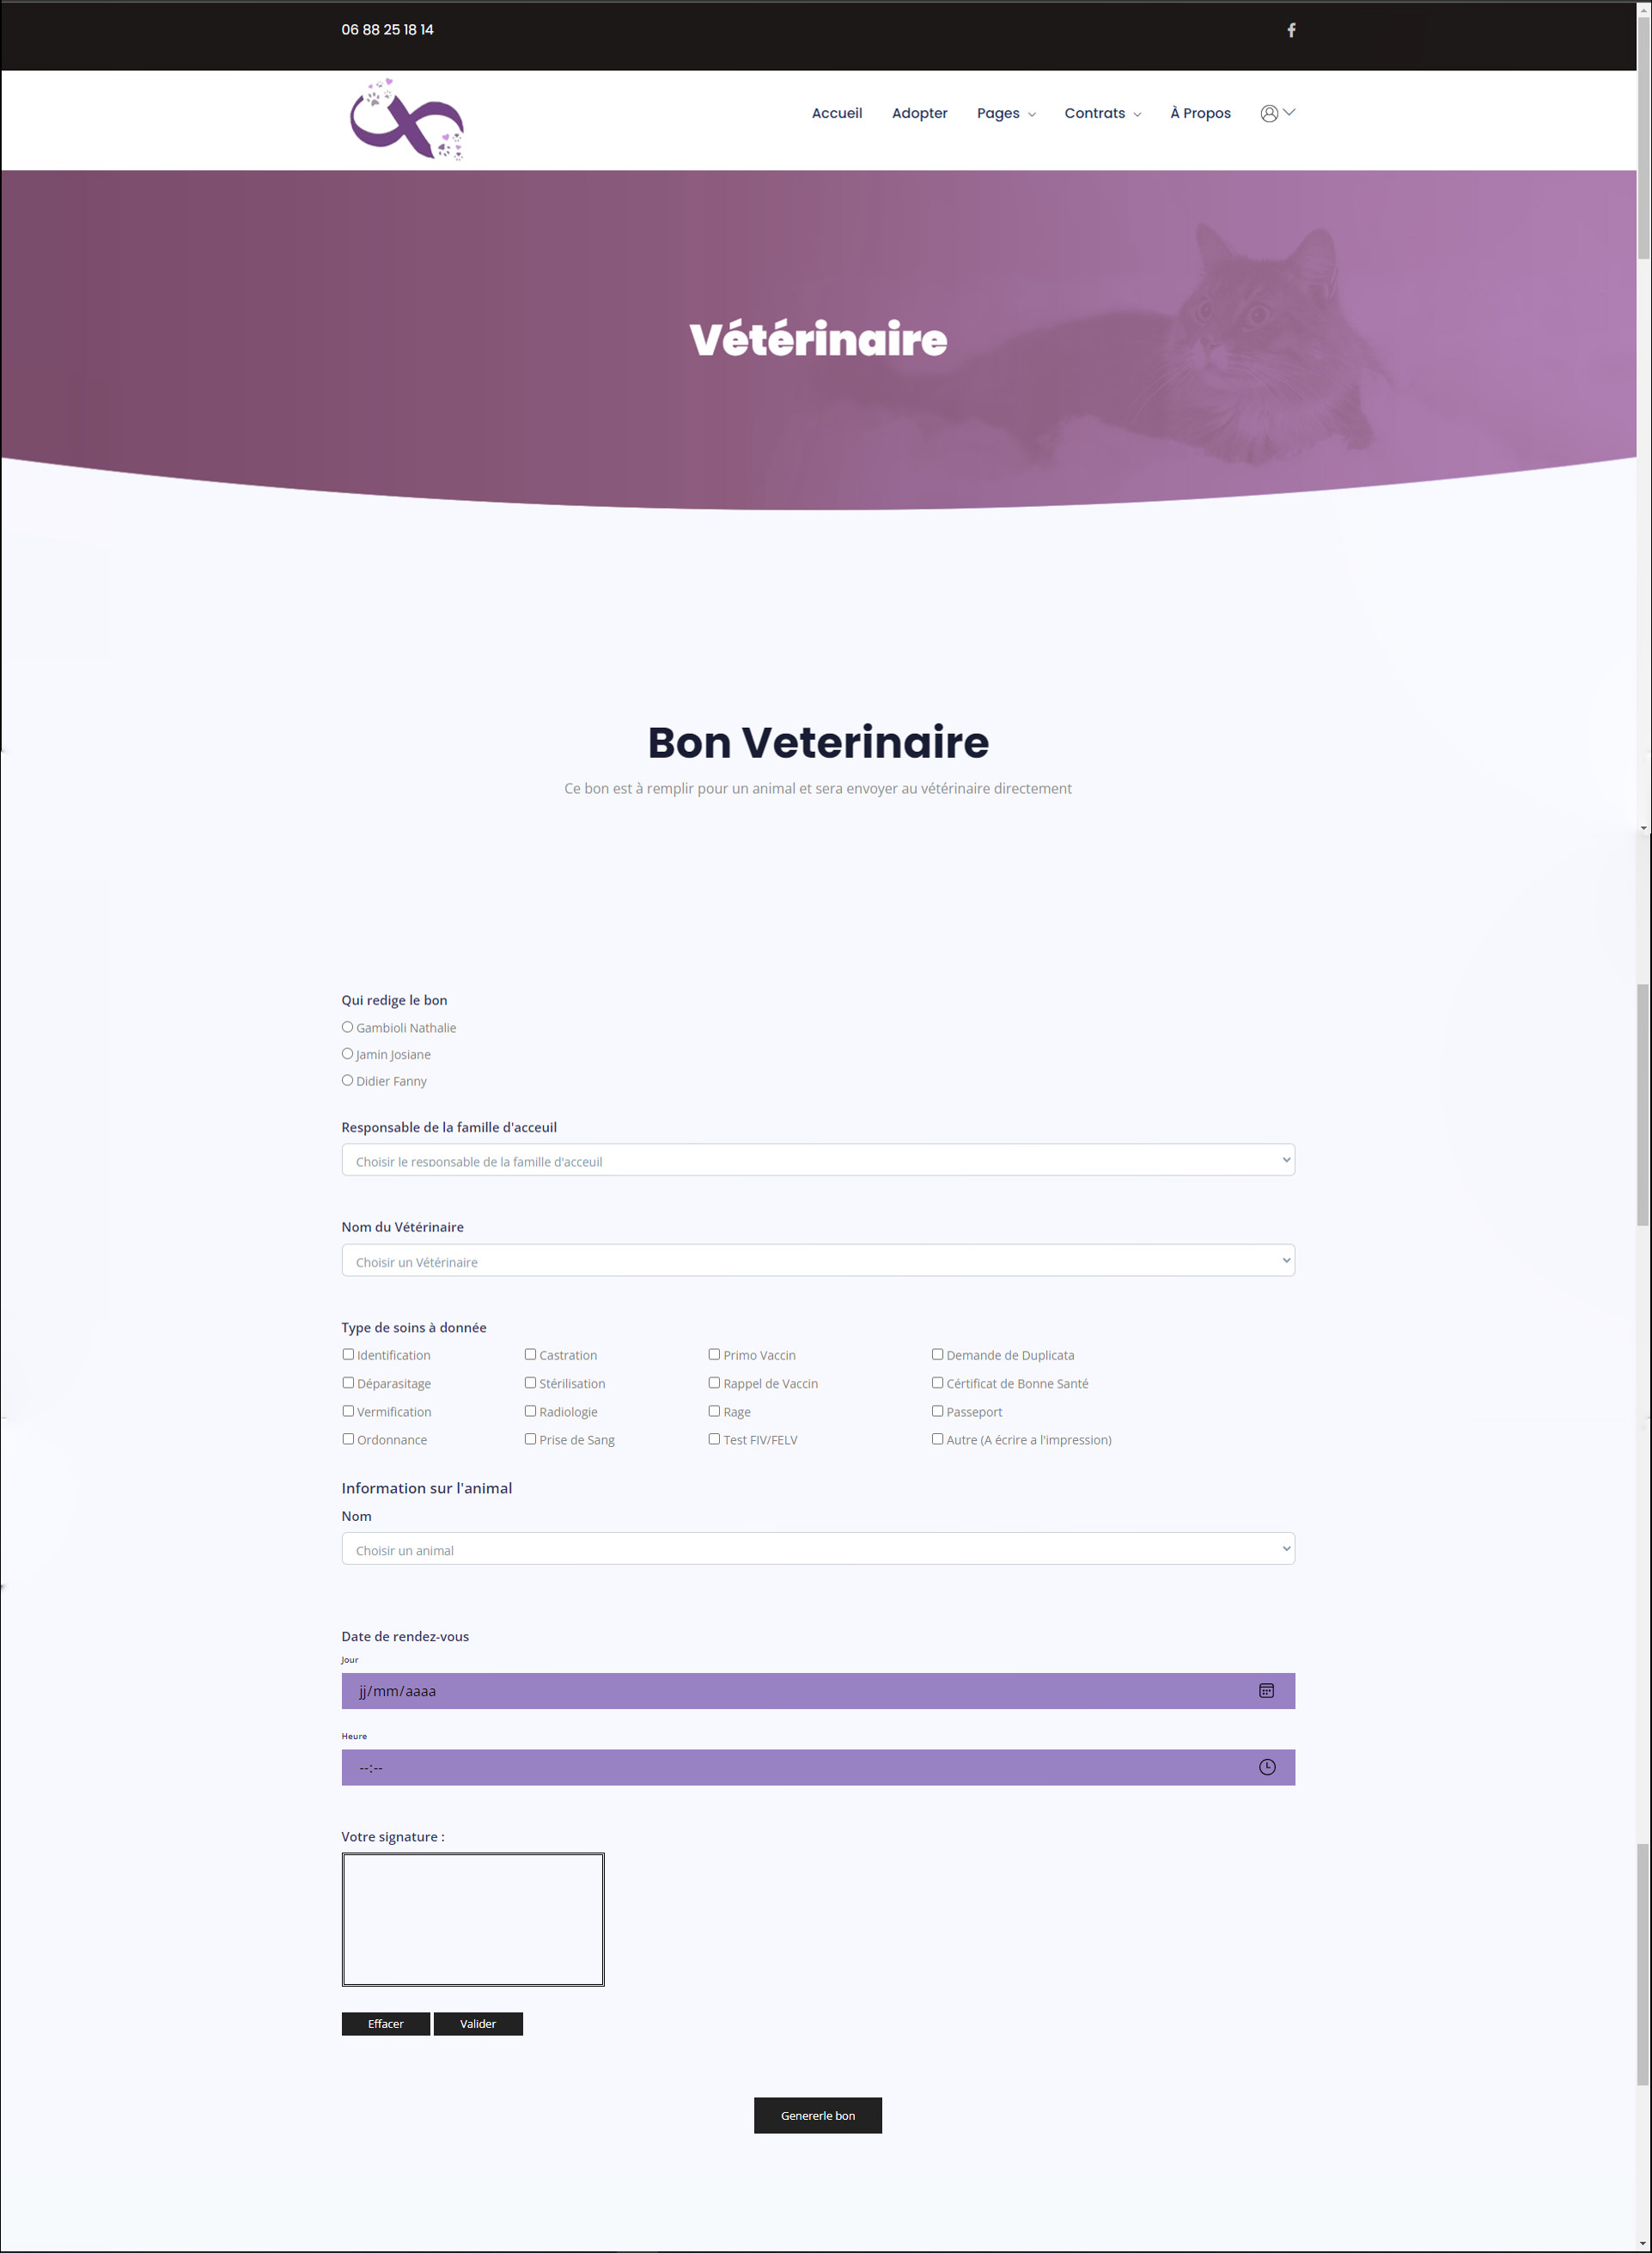 06 88 25 18 14
Accueil Adopter Pages Contrats À Propos
Vétérinaire
Bon Veterinaire
Ce bon est à remplir pour un animal et sera envoyer au vétérinaire directement
Qui redige le bon
Gambioli Nathalie
Jamin Josiane
Didier Fanny
Responsable de la famille d'acceuil
Choisir le responsable de la famille d'acceuil
Nom du Vétérinaire
Choisir un Vétérinaire
Type de soins à donnée
Identification Castration Primo Vaccin Demande de Duplicata
Déparasitage Stérilisation Rappel de Vaccin Cértificat de Bonne Santé
Vermification Radiologie Rage Passeport
Ordonnance Prise de Sang Test FIV/FELV Autre (A écrire a l'impression)
Information sur l'animal
Nom
Choisir un animal
Date de rendez-vous
Jour
jj/mm/aaaa
Heure
--:--
Votre signature :
Effacer Valider
Genererle bon